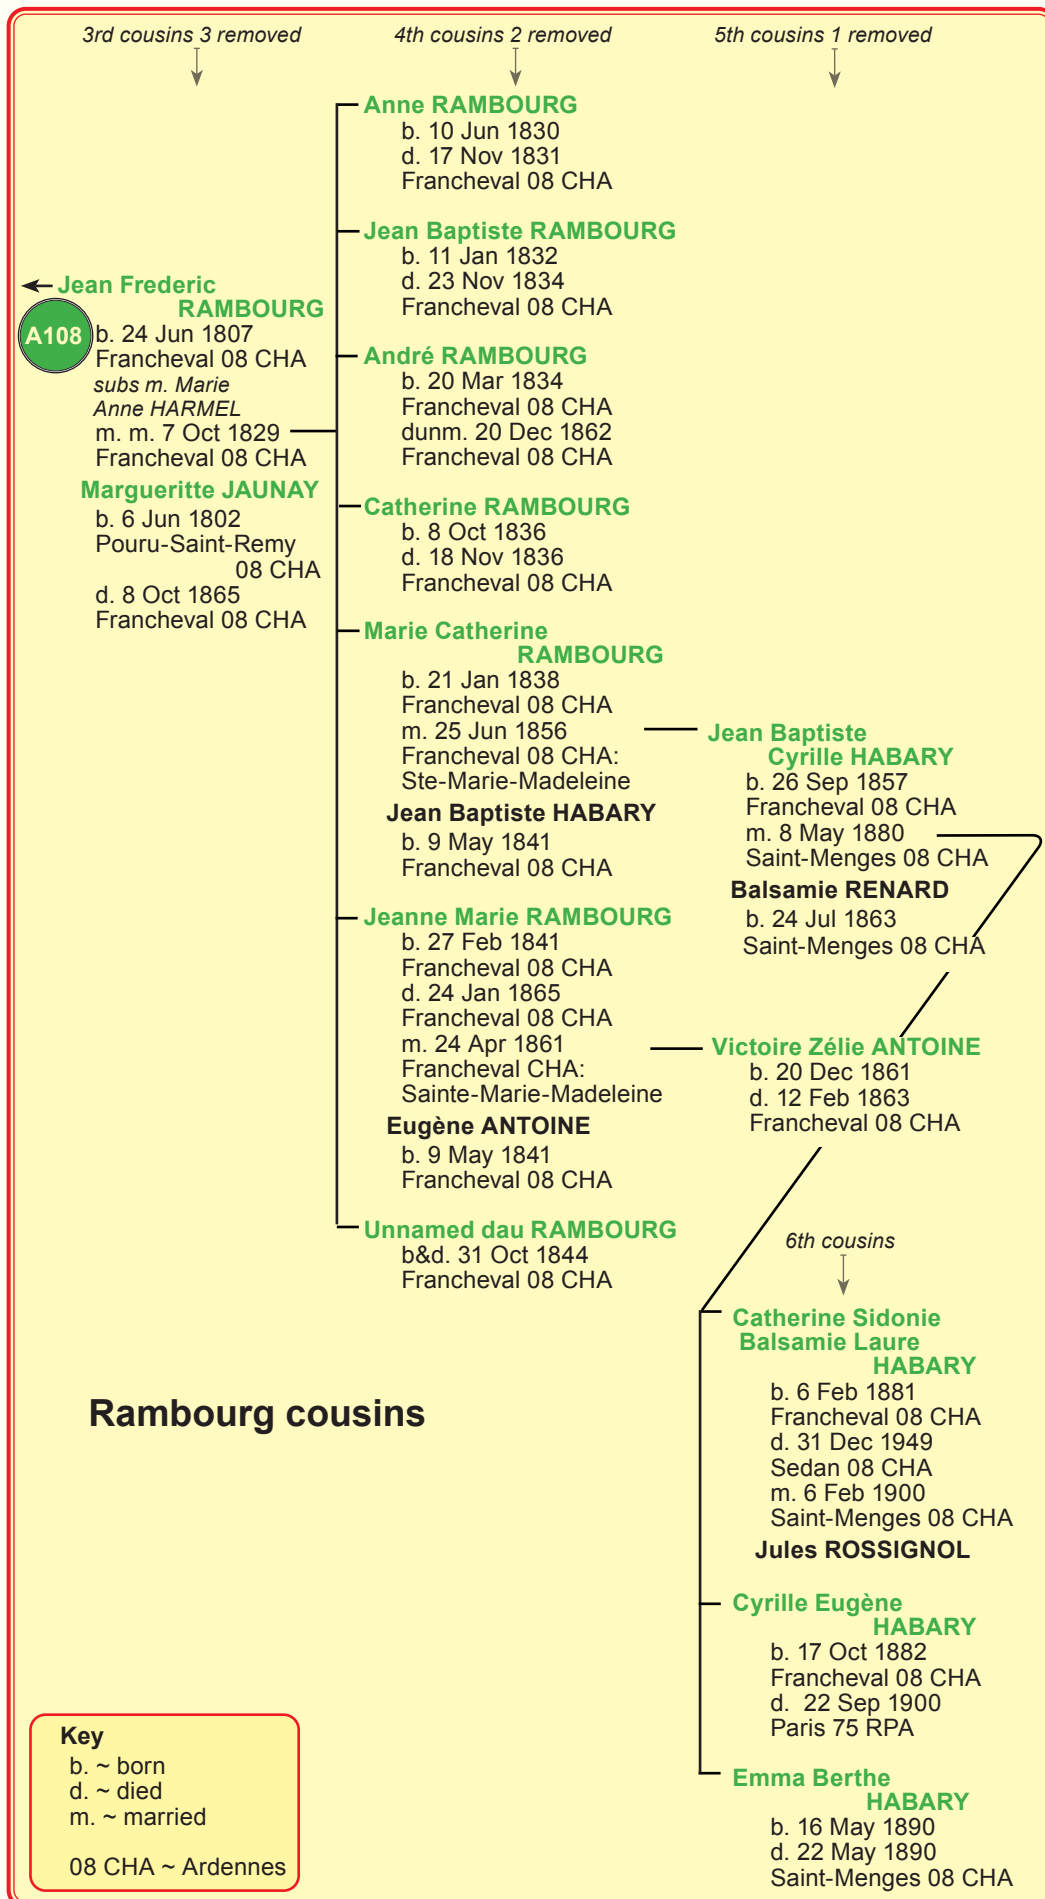 3rd cousins 3 removed
4th cousins 2 removed
5th cousins 1 removed
Jean Frederic
RAMBOURG
A108
b. 24 Jun 1807
Francheval 08 CHA
subs m. Marie
Anne HARMEL
m. m. 7 Oct 1829
Francheval 08 CHA
Margueritte JAUNAY
b. 6 Jun 1802
Pouru-Saint-Remy
08 CHA
d. 8 Oct 1865
Francheval 08 CHA
Anne RAMBOURG
b. 10 Jun 1830
d. 17 Nov 1831
Francheval 08 CHA
Jean Baptiste RAMBOURG
b. 11 Jan 1832
d. 23 Nov 1834
Francheval 08 CHA
André RAMBOURG
b. 20 Mar 1834
Francheval 08 CHA
dunm. 20 Dec 1862
Francheval 08 CHA
Catherine RAMBOURG
b. 8 Oct 1836
d. 18 Nov 1836
Francheval 08 CHA
Marie Catherine
RAMBOURG
b. 21 Jan 1838
Francheval 08 CHA
m. 25 Jun 1856
Francheval 08 CHA:
Ste-Marie-Madeleine
Jean Baptiste HABARY
b. 9 May 1841
Francheval 08 CHA
Jeanne Marie RAMBOURG
b. 27 Feb 1841
Francheval 08 CHA
d. 24 Jan 1865
Francheval 08 CHA
m. 24 Apr 1861
Francheval CHA:
Sainte-Marie-Madeleine
Eugène ANTOINE
b. 9 May 1841
Francheval 08 CHA
Unnamed dau RAMBOURG
b&d. 31 Oct 1844
Francheval 08 CHA
Jean Baptiste
Cyrille HABARY
b. 26 Sep 1857
Francheval 08 CHA
m. 8 May 1880
Saint-Menges 08 CHA
Balsamie RENARD
b. 24 Jul 1863
Saint-Menges 08 CHA
Victoire Zélie ANTOINE
b. 20 Dec 1861
d. 12 Feb 1863
Francheval 08 CHA
6th cousins
Catherine Sidonie
Balsamie Laure
HABARY
b. 6 Feb 1881
Francheval 08 CHA
d. 31 Dec 1949
Sedan 08 CHA
m. 6 Feb 1900
Saint-Menges 08 CHA
Jules ROSSIGNOL
Cyrille Eugène
HABARY
b. 17 Oct 1882
Francheval 08 CHA
d. 22 Sep 1900
Paris 75 RPA
Emma Berthe
HABARY
b. 16 May 1890
d. 22 May 1890
Saint-Menges 08 CHA
Rambourg cousins
Key
b. ~ born
d. ~ died
m. ~ married
08 CHA ~ Ardennes